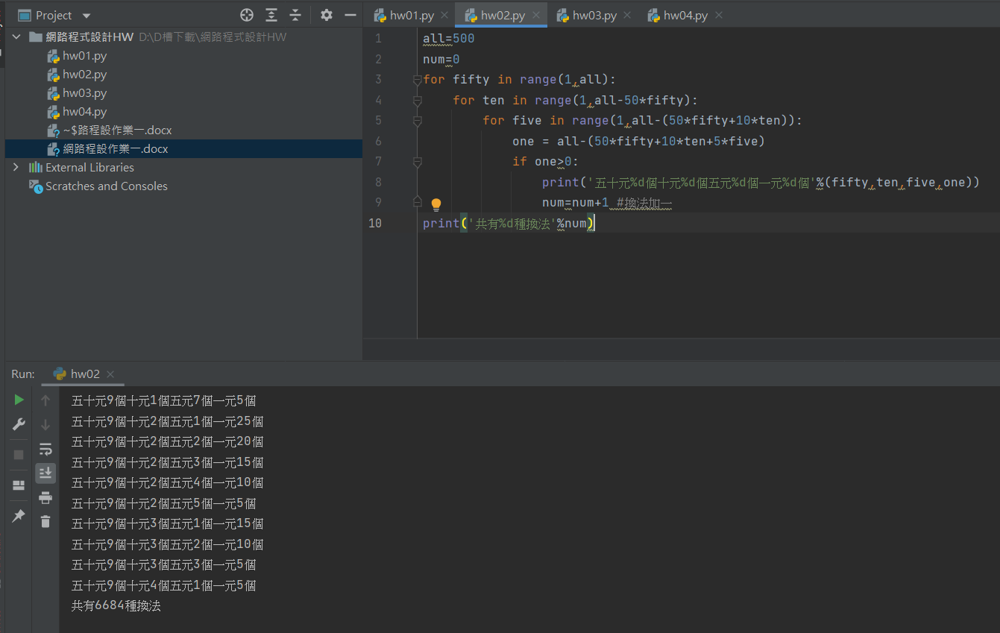 Project
網路程式設計HW D:\D槽下載\網路程式設計HW
hw01.py
hw02.py
hw03.py
hw04.py
~$路程設作業一.docx
網路程設作業一.docx
External Libraries
Scratches and Consoles
hw01.py hw02.py hw03.py hw04.py
1 all=500
2 num=0
3 for fifty in range(1,all):
4 for ten in range(1,all-50*fifty):
5 for five in range(1,all-(50*fifty+10*ten)):
6 one = all-(50*fifty+10*ten+5*five)
7 if one>0:
8 print('五十元%d個十元%d個五元%d個一元%d個'%(fifty,ten,five,one))
9 num=num+1 #換法加一
10 print('共有%d種換法'%num)
Run: hw02
五十元9個十元1個五元7個一元5個
五十元9個十元2個五元1個一元25個
五十元9個十元2個五元2個一元20個
五十元9個十元2個五元3個一元15個
五十元9個十元2個五元4個一元10個
五十元9個十元2個五元5個一元5個
五十元9個十元3個五元1個一元15個
五十元9個十元3個五元2個一元10個
五十元9個十元3個五元3個一元5個
五十元9個十元4個五元1個一元5個
共有6684種換法